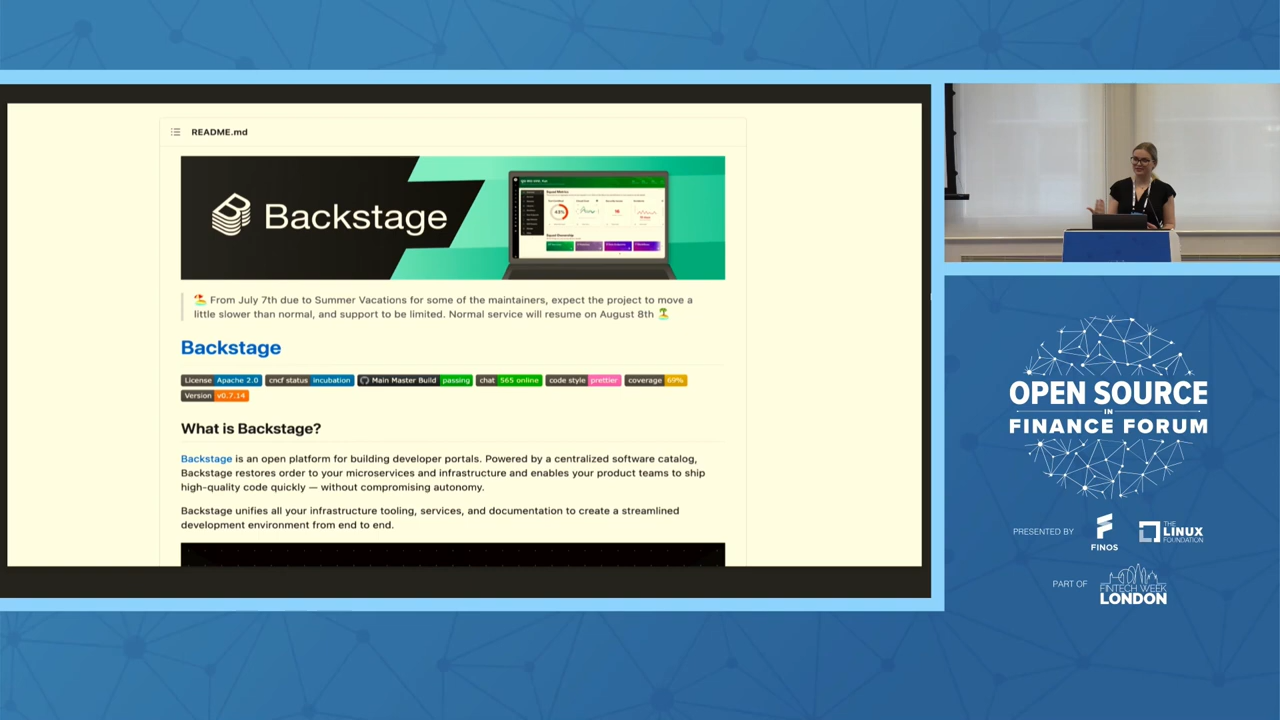 README.md
Backstage
🏖️ From July 7th due to Summer Vacations for some of the maintainers, expect the project to move a
little slower than normal, and support to be limited. Normal service will resume on August 8th 🏝️
Backstage
License Apache 2.0 cncf status incubation Main Master Build passing chat 565 online code style prettier coverage 69%
Version v0.7.14
What is Backstage?
Backstage is an open platform for building developer portals. Powered by a centralized software catalog,
Backstage restores order to your microservices and infrastructure and enables your product teams to ship
high-quality code quickly — without compromising autonomy.
Backstage unifies all your infrastructure tooling, services, and documentation to create a streamlined
development environment from end to end.
OPEN SOURCE
IN
FINANCE FORUM
PRESENTED BY
FINOS
THE
LINUX
FOUNDATION
PART OF
FINTECH WEEK
LONDON